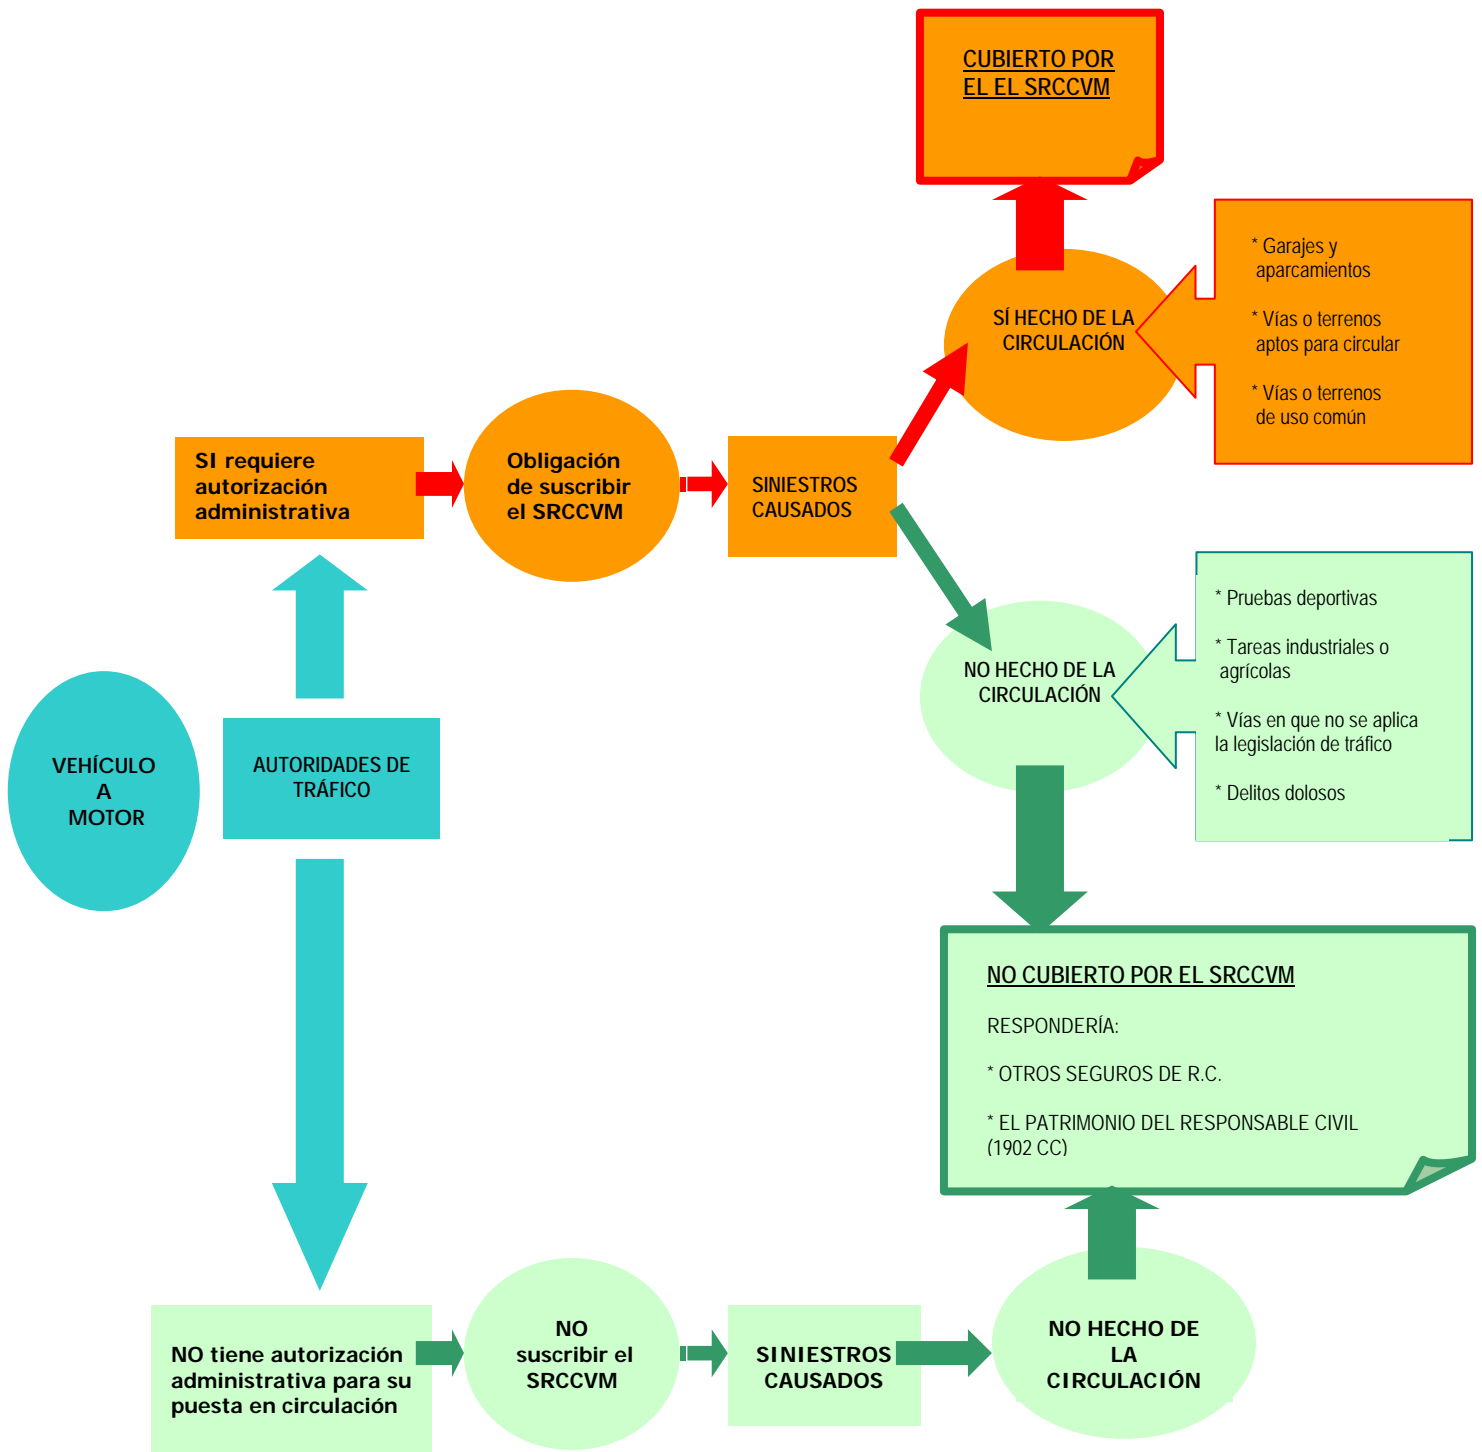 CUBIERTO POR
EL EL SRCCVM
* Garajes y
aparcamientos
* Vías o terrenos
aptos para circular
* Vías o terrenos
de uso común
SÍ HECHO DE LA
CIRCULACIÓN
SI requiere
autorización
administrativa
Obligación
de suscribir
el SRCCVM
SINIESTROS
CAUSADOS
* Pruebas deportivas
* Tareas industriales o
agrícolas
* Vías en que no se aplica
la legislación de tráfico
* Delitos dolosos
NO HECHO DE LA
CIRCULACIÓN
VEHÍCULO
A
MOTOR
AUTORIDADES DE
TRÁFICO
NO CUBIERTO POR EL SRCCVM
RESPONDERÍA:
* OTROS SEGUROS DE R.C.
* EL PATRIMONIO DEL RESPONSABLE CIVIL
(1902 CC)
NO tiene autorización
administrativa para su
puesta en circulación
NO
suscribir el
SRCCVM
SINIESTROS
CAUSADOS
NO HECHO DE
LA
CIRCULACIÓN